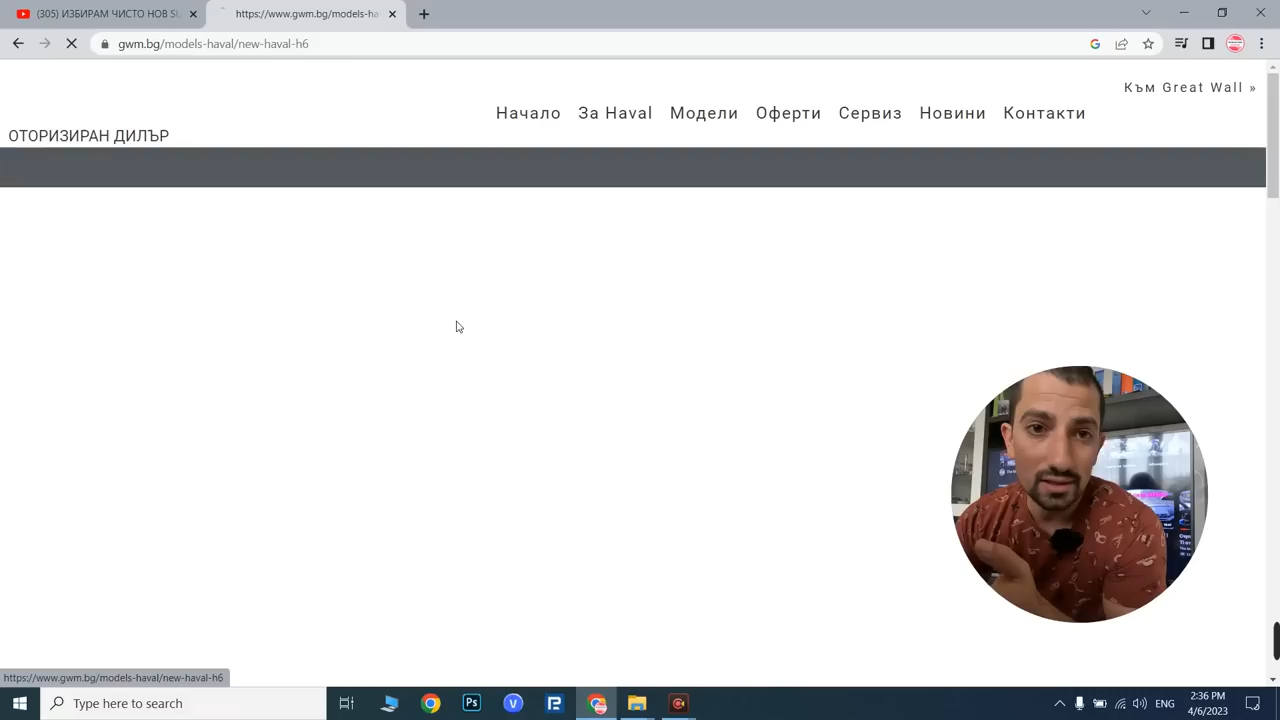 (305) ИЗБИРАМ ЧИСТО НОВ SU
https://www.gwm.bg/models-ha
gwm.bg/models-haval/new-haval-h6
Към Great Wall »
Начало За Haval Модели Оферти Сервиз Новини Контакти
ОТОРИЗИРАН ДИЛЪР
https://www.gwm.bg/models-haval/new-haval-h6
Type here to search
Ps
V
ENG
2:36 PM
4/6/2023